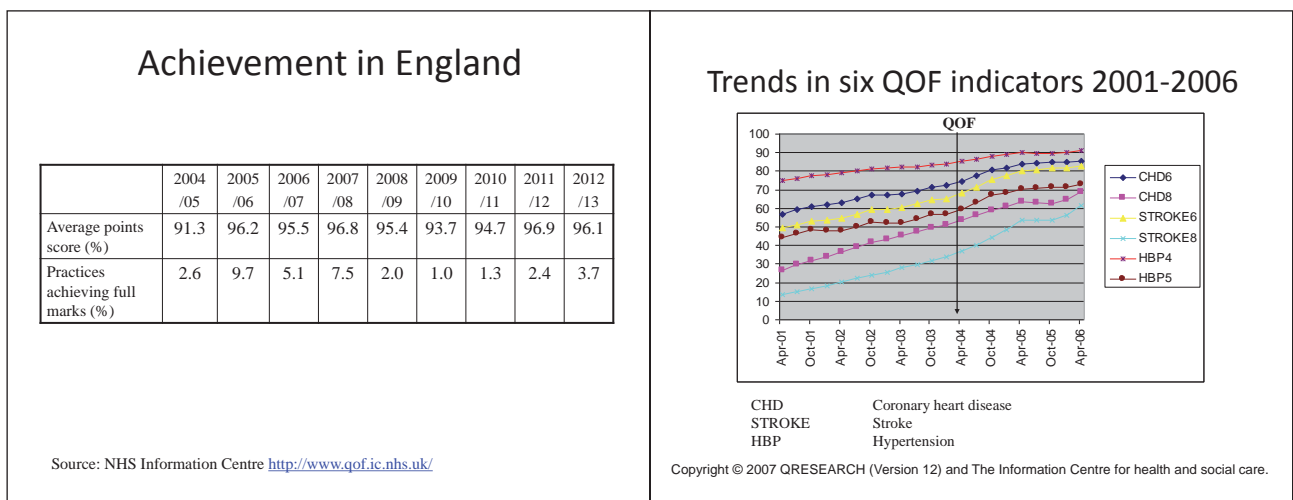 Achievement in England
2004 2005 2006 2007 2008 2009 2010 2011 2012
/05 /06 /07 /08 /09 /10 /11 /12 /13
Average points
score (%)
91.3 96.2 95.5 96.8 95.4 93.7 94.7 96.9 96.1
Practices
achieving full
marks (%)
2.6 9.7 5.1 7.5 2.0 1.0 1.3 2.4 3.7
Source: NHS Information Centre http://www.qof.ic.nhs.uk/
Trends in six QOF indicators 2001-2006
QOF
100
90
80
70
60
50
40
30
20
10
0
Apr-01
Oct-01
Apr-02
Oct-02
Apr-03
Oct-03
Apr-04
Oct-04
Apr-05
Oct-05
Apr-06
CHD6
CHD8
STROKE6
STROKE8
HBP4
HBP5
CHD Coronary heart disease
STROKE Stroke
HBP Hypertension
Copyright © 2007 QRESEARCH (Version 12) and The Information Centre for health and social care.